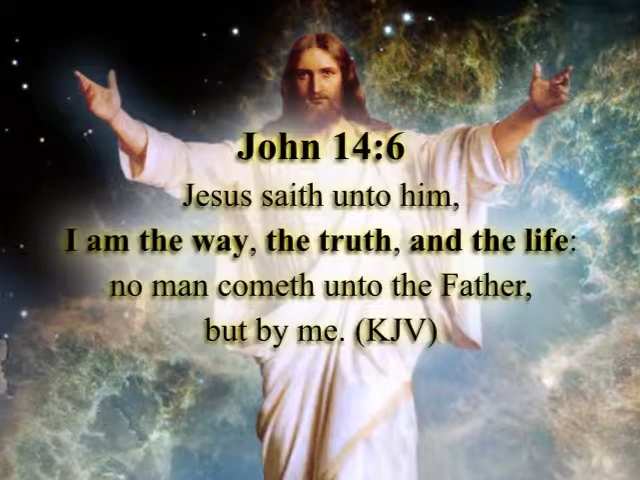 John 14:6
Jesus saith unto him,
I am the way, the truth, and the life:
no man cometh unto the Father,
but by me. (KJV)